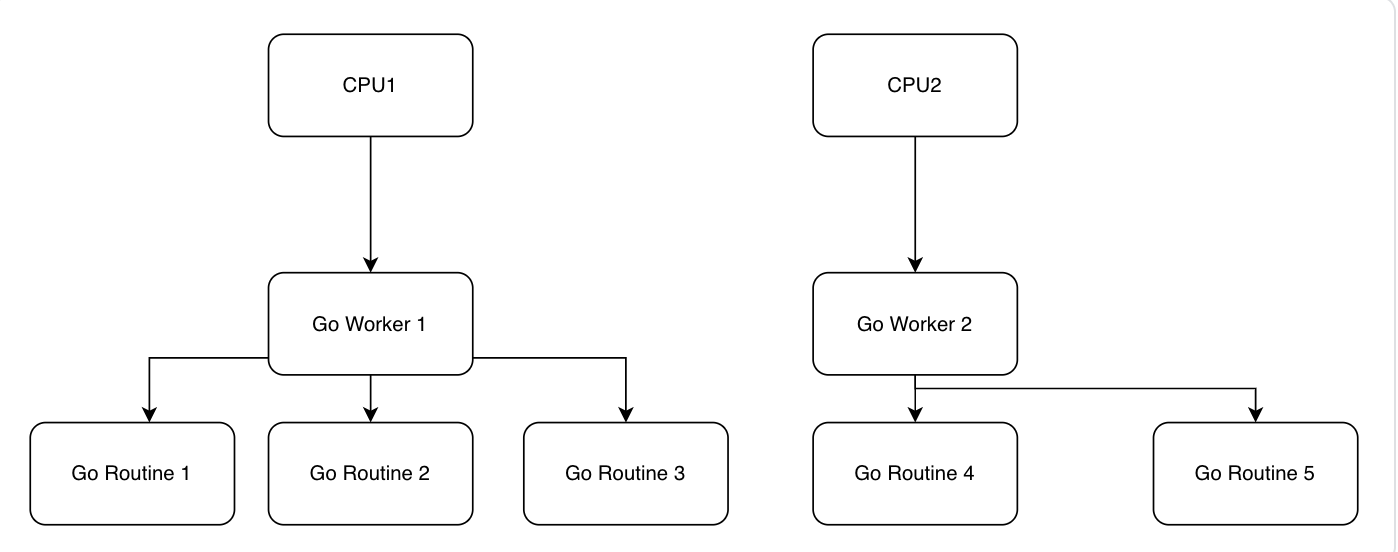 CPU1
CPU2
Go Worker 1
Go Worker 2
Go Routine 1
Go Routine 2
Go Routine 3
Go Routine 4
Go Routine 5